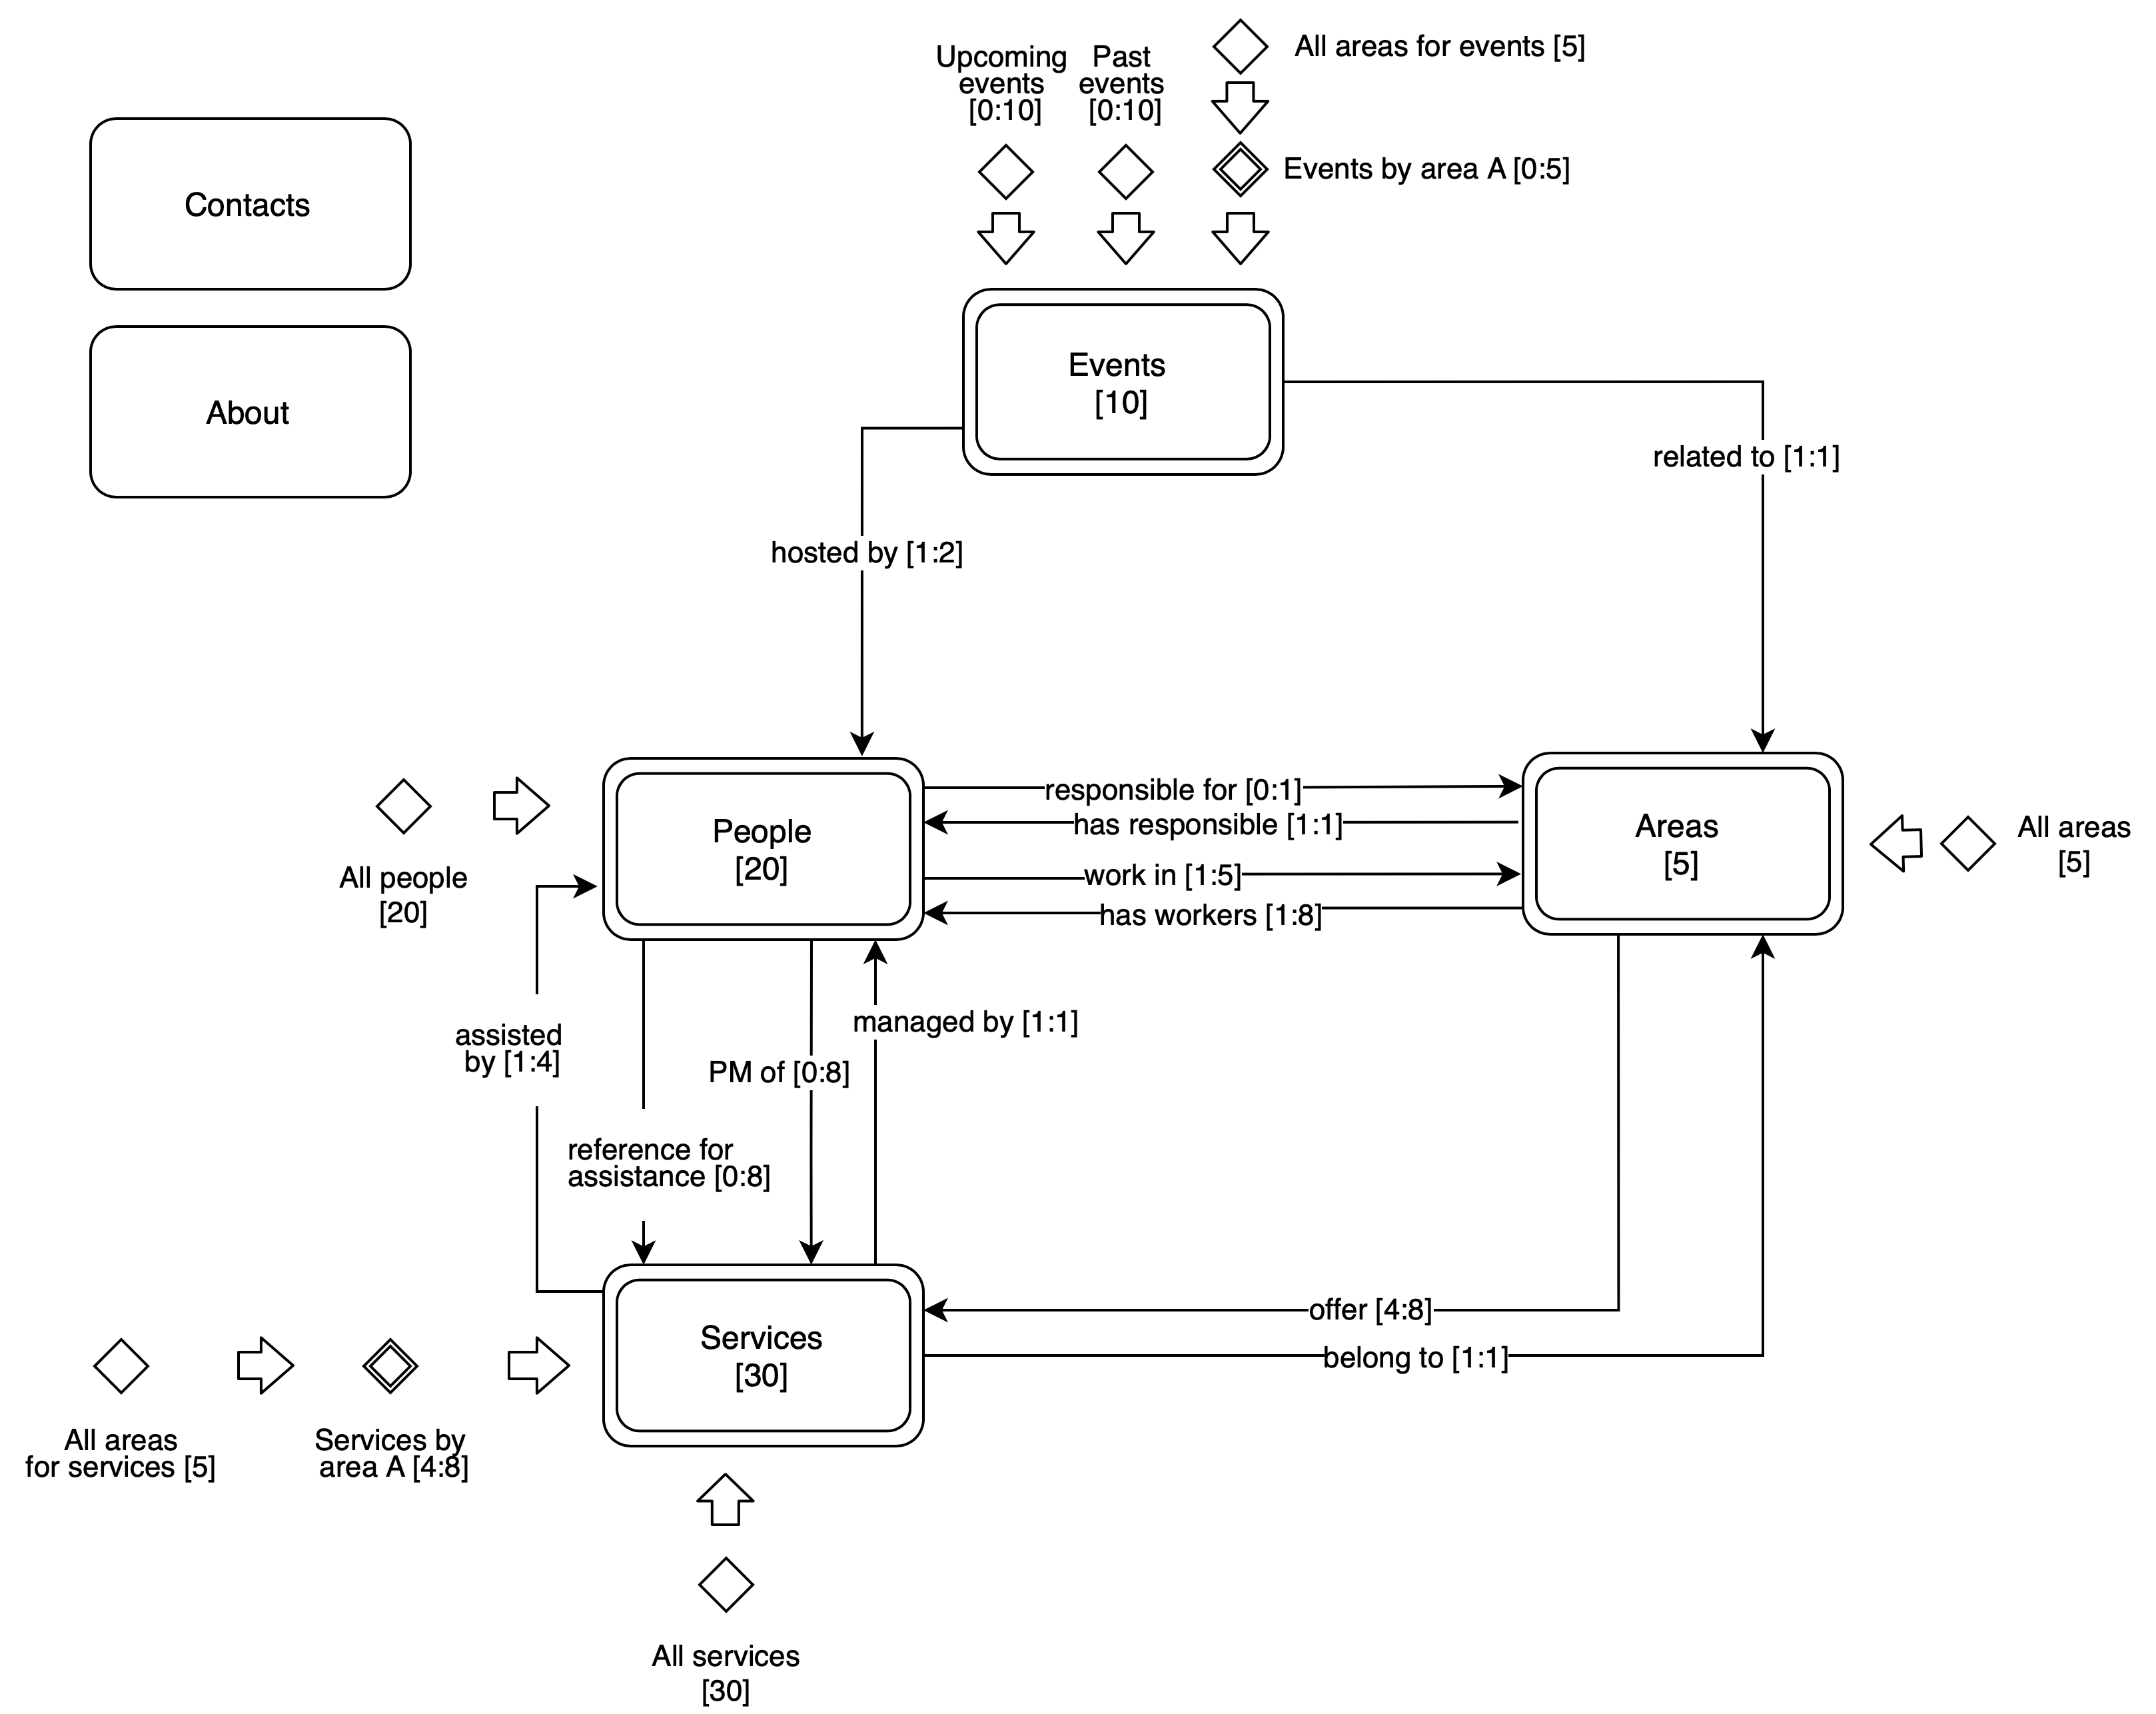 All areas for events [5]
Upcoming
events
[0:10]
Past
events
[0:10]
Events by area A [0:5]
Contacts
About
Events
[10]
related to [1:1]
hosted by [1:2]
responsible for [0:1]
has responsible [1:1]
work in [1:5]
has workers [1:8]
People
[20]
Areas
[5]
All areas
[5]
All people
[20]
assisted
by [1:4]
managed by [1:1]
PM of [0:8]
reference for
assistance [0:8]
offer [4:8]
belong to [1:1]
Services
[30]
All areas
for services [5]
Services by
area A [4:8]
All services
[30]